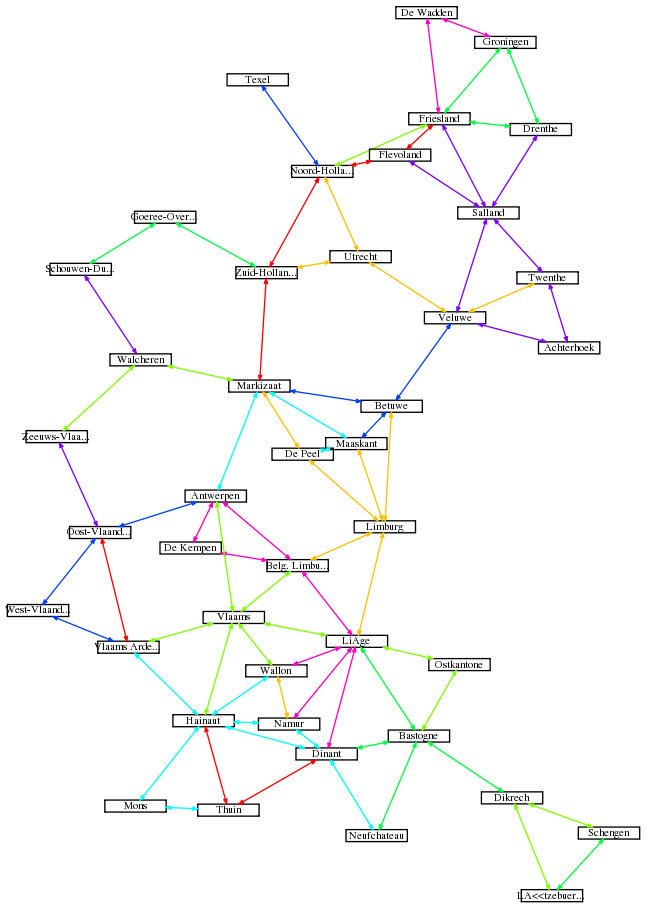 De Wadden
Groningen
Texel
Friesland
Drenthe
Flevoland
Noord-Holla...
Salland
Goeree-Over...
Utrecht
Schouwen-Du...
Zuid-Hollan...
Twenthe
Veluwe
Achterhoek
Walcheren
Markizaat
Betuwe
Zeeuws-Vlaa...
Maaskant
De Peel
Antwerpen
Limburg
Oost-Vlaand...
De Kempen
Belg. Limbu...
West-Vlaand...
Vlaams
LiÄge
Vlaams Arde...
Ostkantone
Wallon
Hainaut
Namur
Bastogne
Dinant
Dikrech
Mons
Thuin
Schengen
Neufchateau
LA<<tzebuer...